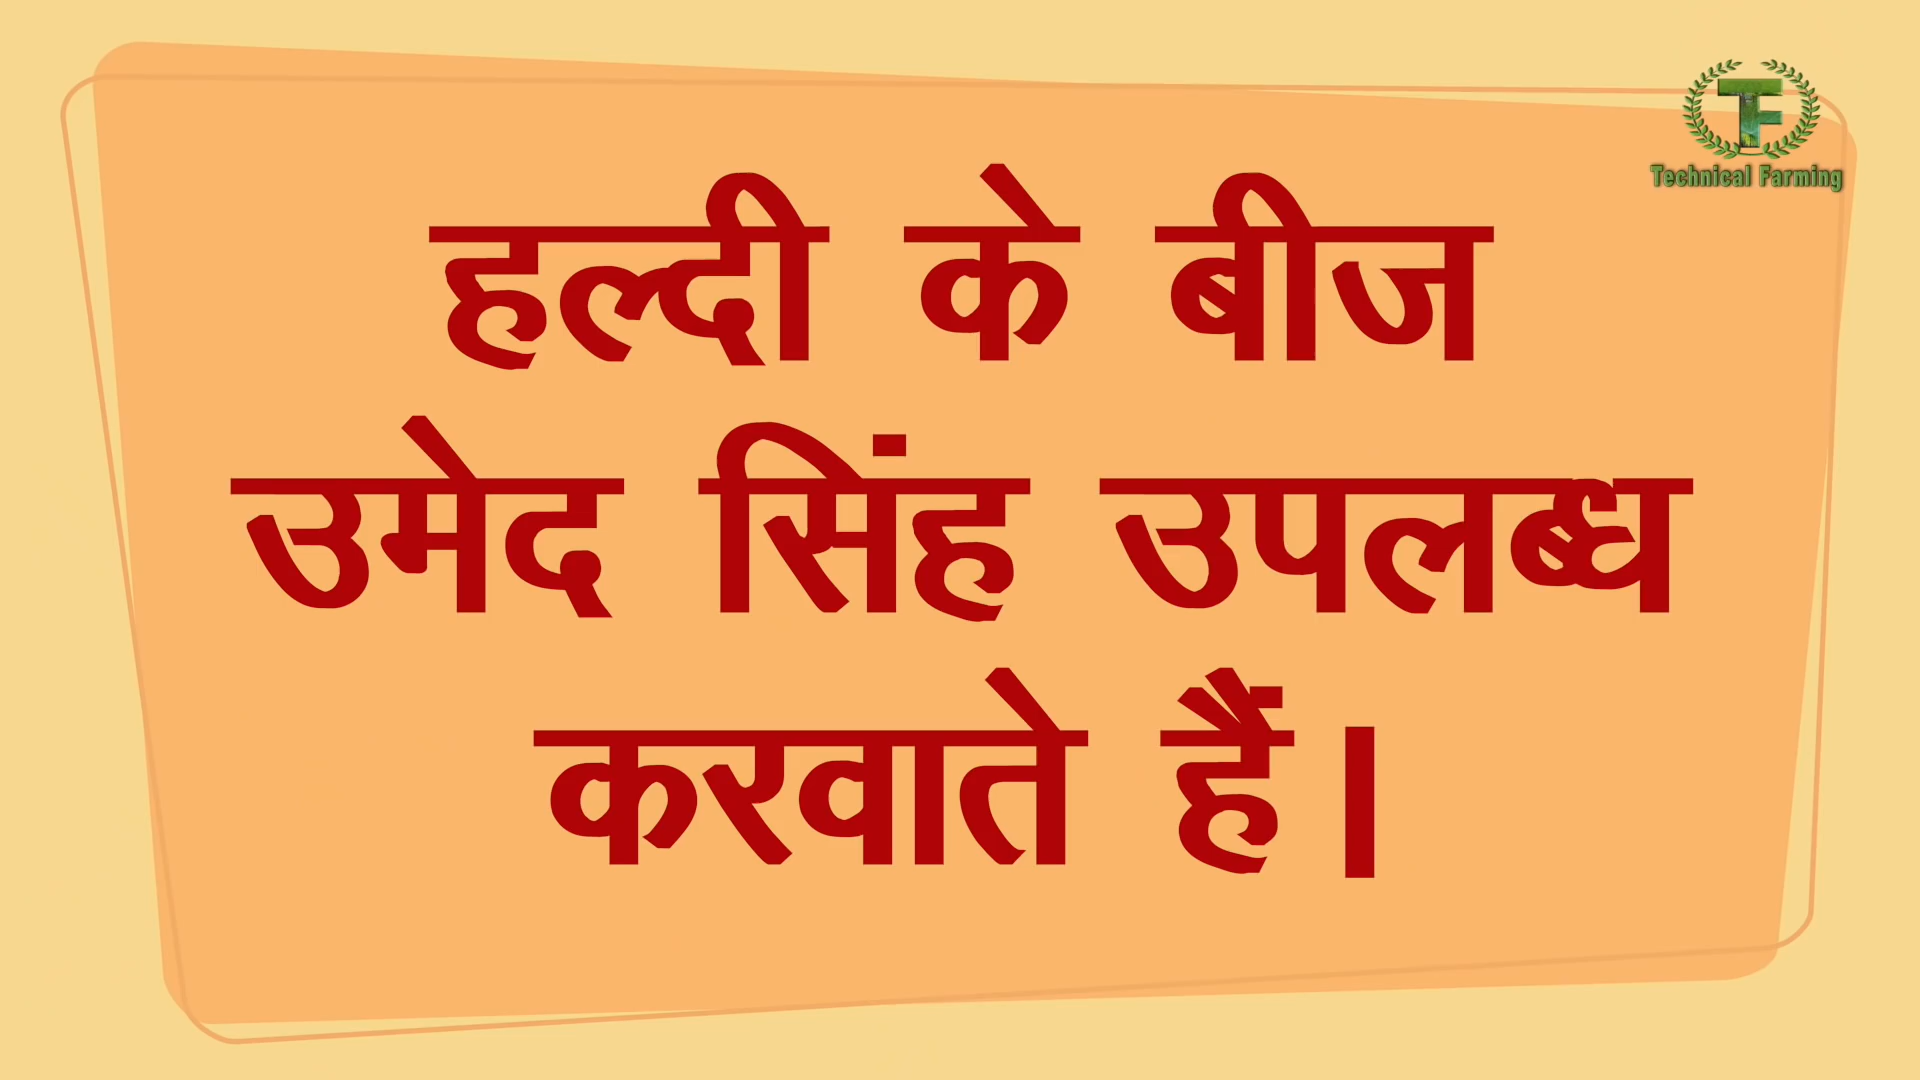 Technical Farming
हल्दी के बीज
उमेद सिंह उपलब्ध
करवाते हैं।